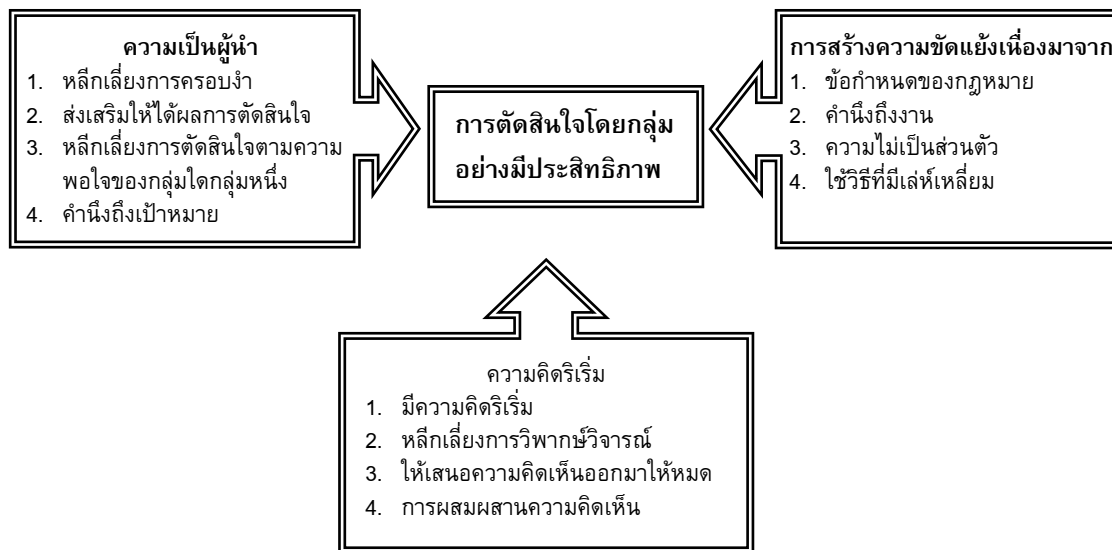 ความเป็นผู้นำ
1. หลีกเลี่ยงการครอบงำ
2. ส่งเสริมให้ได้ผลการตัดสินใจ
3. หลีกเลี่ยงการตัดสินใจตามความ
พอใจของกลุ่มใดกลุ่มหนึ่ง
4. คำนึงถึงเป้าหมาย
การตัดสินใจโดยกลุ่ม
อย่างมีประสิทธิภาพ
การสร้างความขัดแย้งเนื่องมาจาก
1. ข้อกำหนดของกฎหมาย
2. คำนึงถึงงาน
3. ความไม่เป็นส่วนตัว
4. ใช้วิธีที่มีเล่ห์เหลี่ยม
ความคิดริเริ่ม
1. มีความคิดริเริ่ม
2. หลีกเลี่ยงการวิพากษ์วิจารณ์
3. ให้เสนอความคิดเห็นออกมาให้หมด
4. การผสมผสานความคิดเห็น